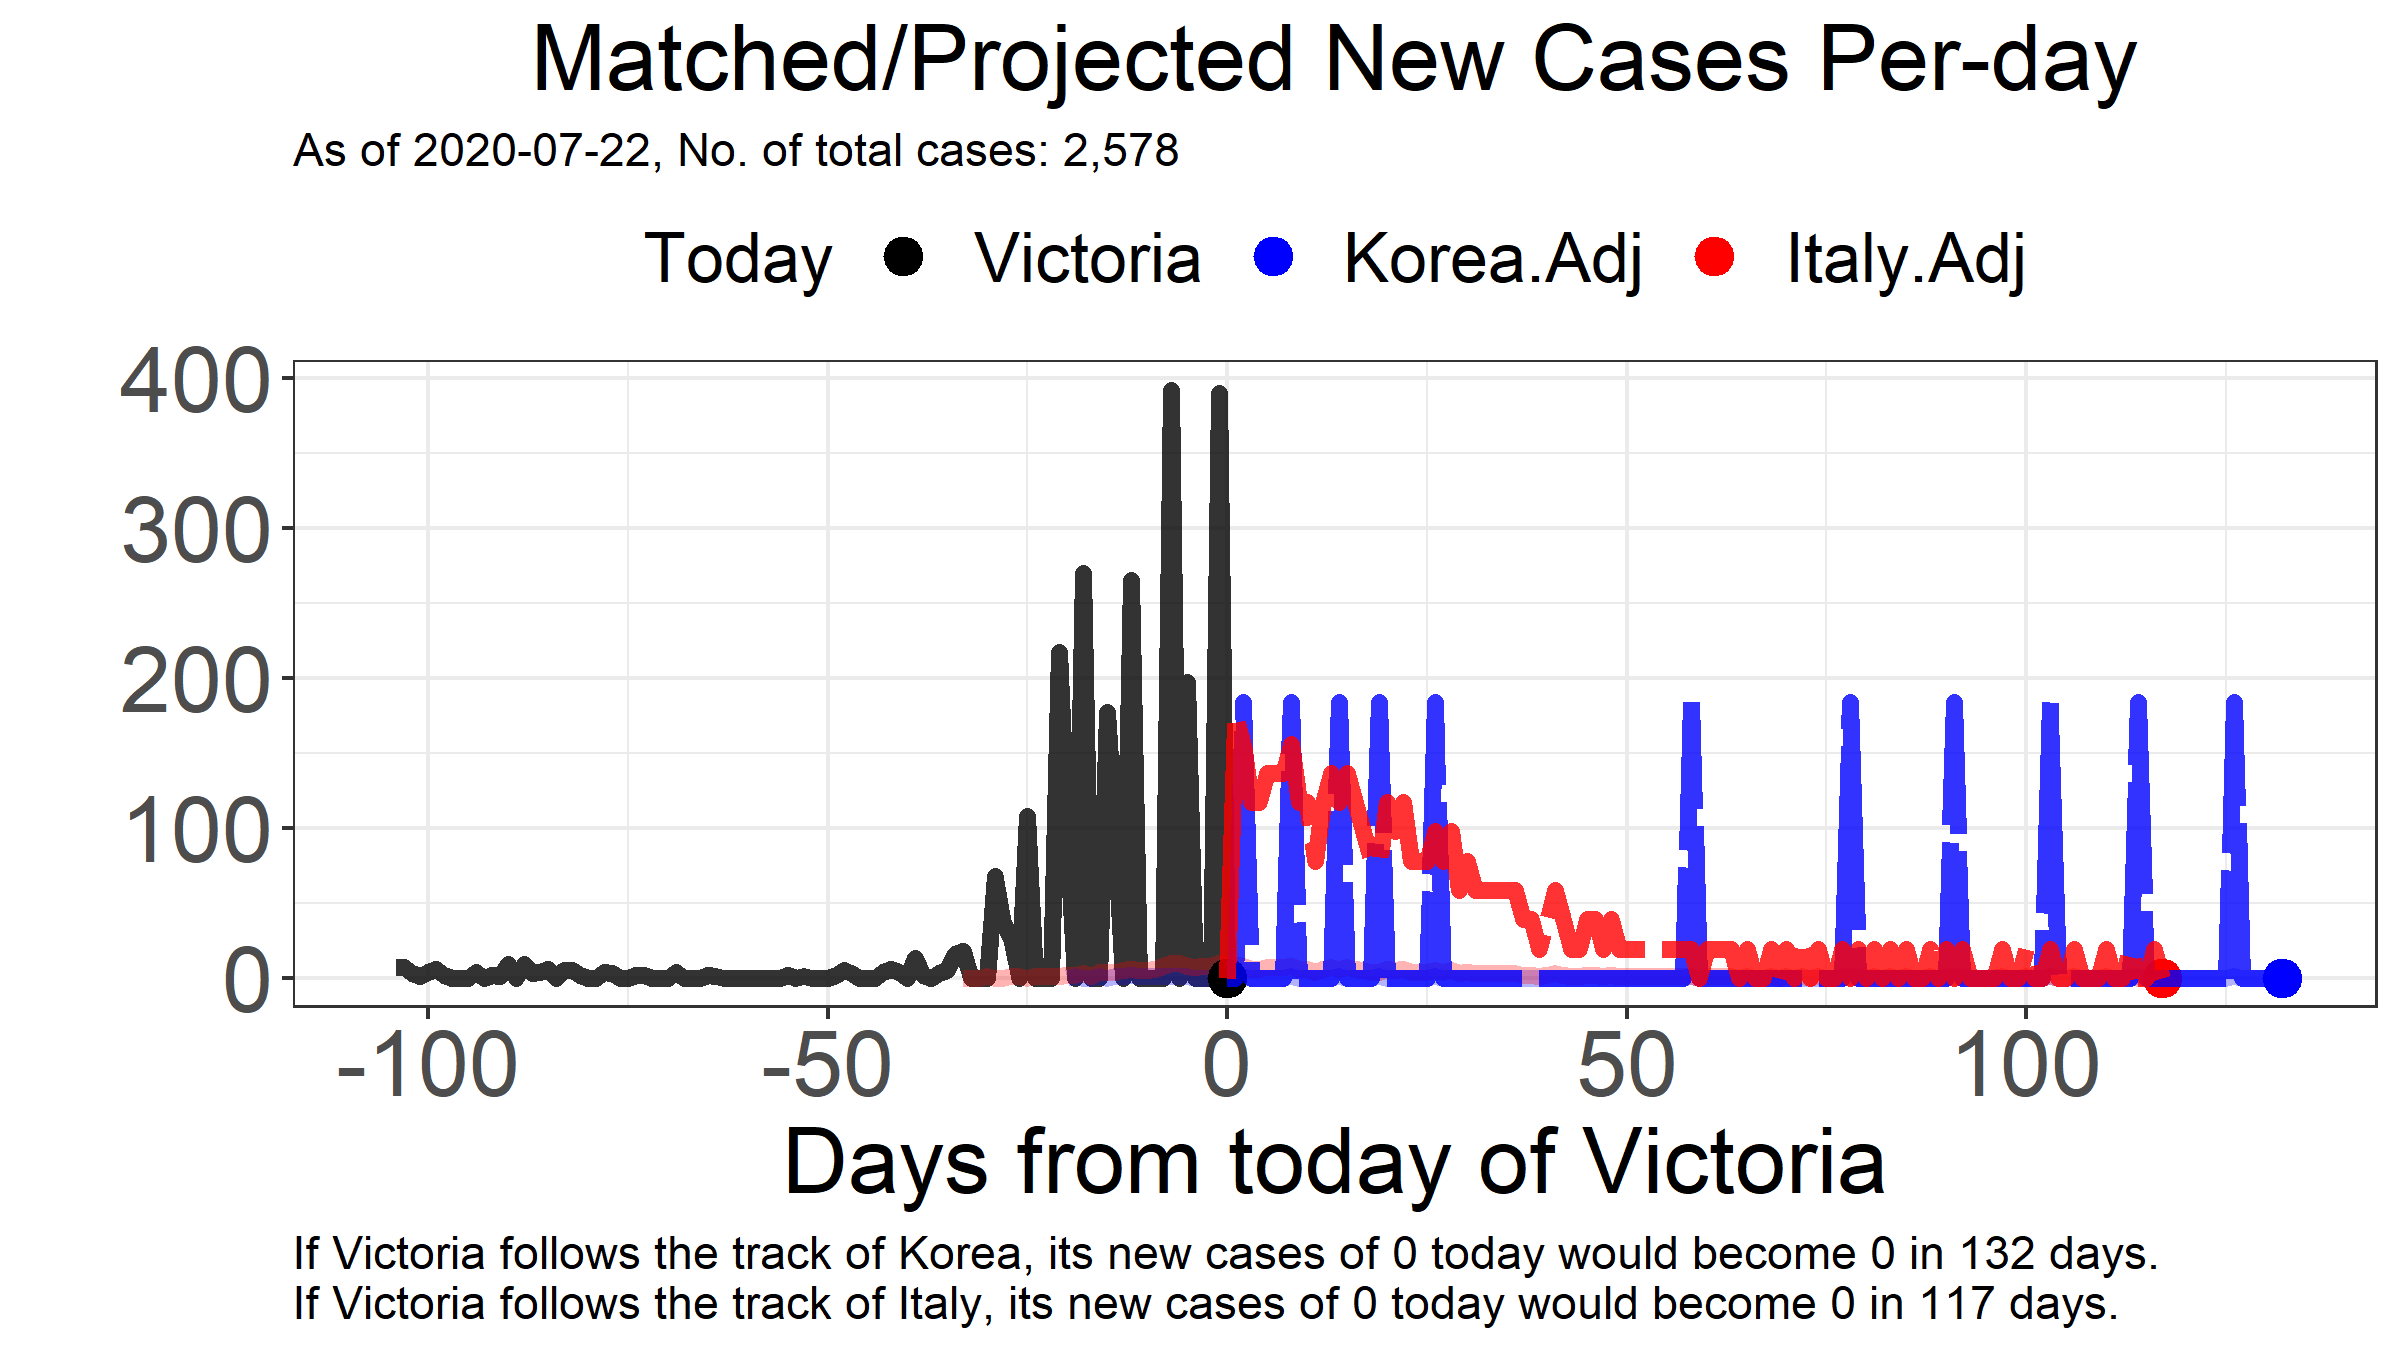 Matched/Projected New Cases Per-day
As of 2020-07-22, No. of total cases: 2,578
Today Victoria Korea.Adj Italy.Adj
400
300
200
100
0
-100 -50 0 50 100
Days from today of Victoria
If Victoria follows the track of Korea, its new cases of 0 today would become 0 in 132 days.
If Victoria follows the track of Italy, its new cases of 0 today would become 0 in 117 days.